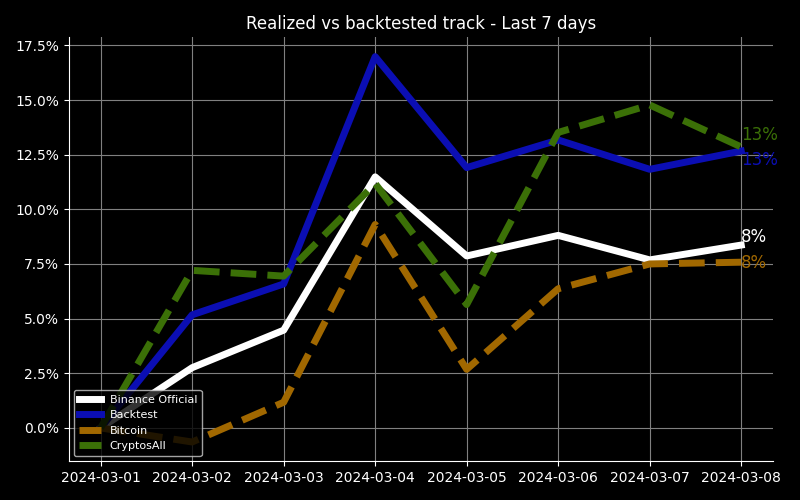 Realized vs backtested track - Last 7 days
17.5%
15.0%
12.5%
10.0%
7.5%
5.0%
2.5%
0.0%
13%
13%
8%
8%
Binance Official
Backtest
Bitcoin
CryptosAll
2024-03-01 2024-03-02 2024-03-03 2024-03-04 2024-03-05 2024-03-06 2024-03-07 2024-03-08